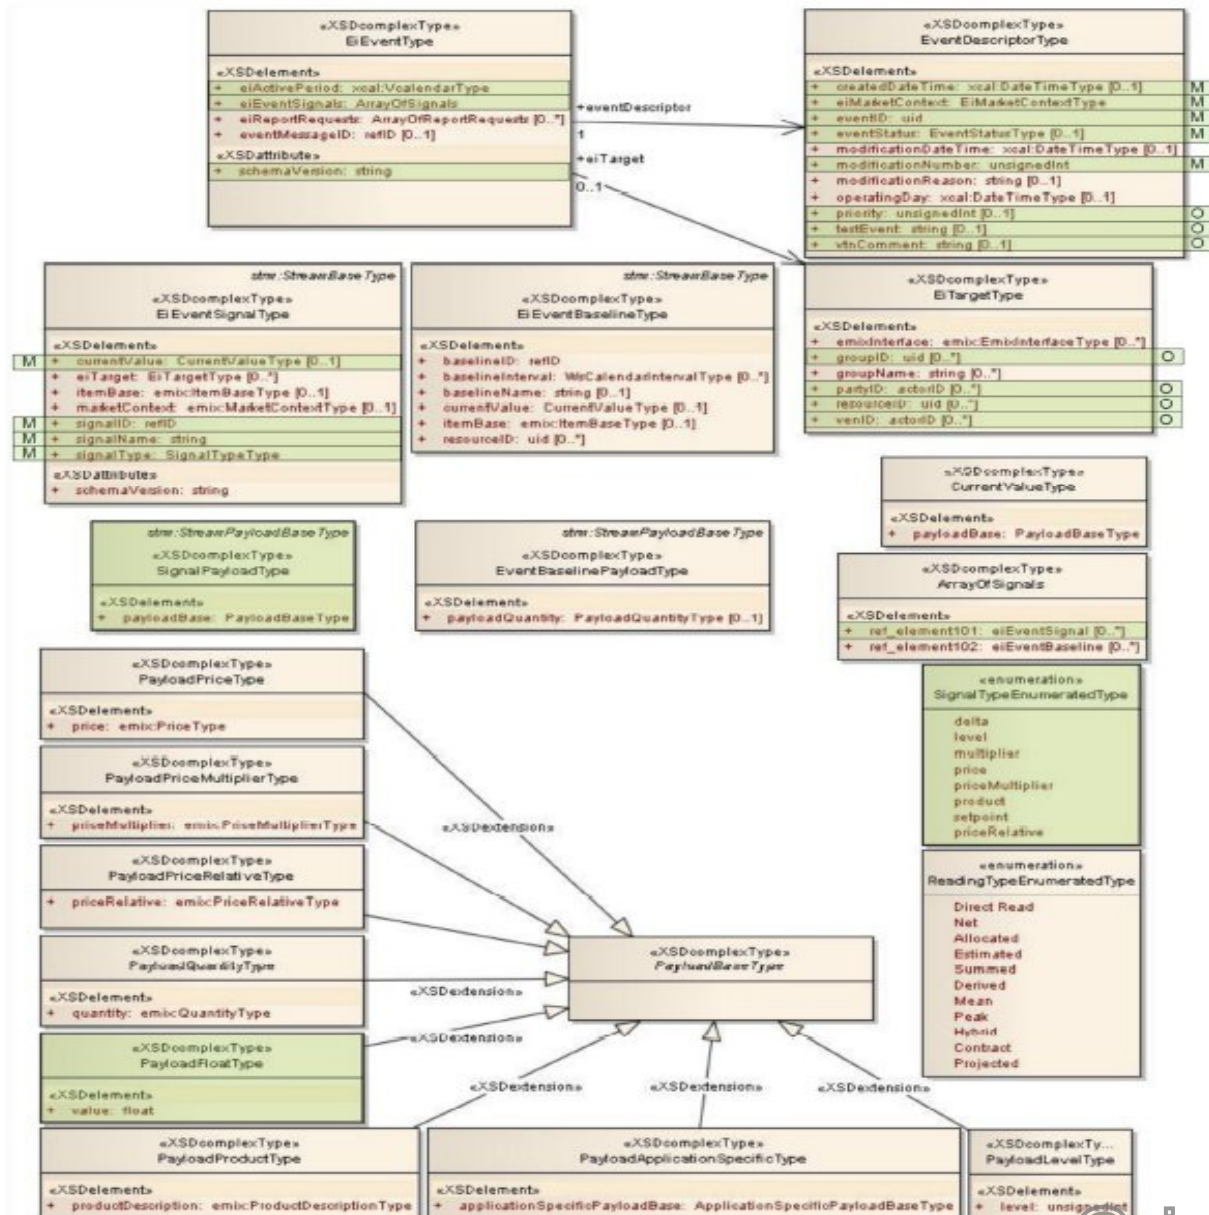 «XSDcomplexType»
EiEventType
«XSDelement»
+ eiActivePeriod: xcal:VcalendarType
+ eiEventSignals: ArrayOfSignals
+ eiReportRequests: ArrayOfReportRequests [0..*]
+ eventMessageID: refID [0..1]
«XSDattribute»
+ schemaVersion: string
+eventDescriptor
1
+eiTarget
0..1
«XSDcomplexType»
EventDescriptorType
«XSDelement»
+ createdDateTime: xcal:DateTimeType [0..1] M
+ eiMarketContext: EiMarketContextType M
+ eventID: uid M
+ eventStatus: EventStatusType [0..1] M
+ modificationDateTime: xcal:DateTimeType [0..1]
+ modificationNumber: unsignedInt M
+ modificationReason: string [0..1]
+ operatingDay: xcal:DateTimeType [0..1]
+ priority: unsignedInt [0..1] O
+ testEvent: string [0..1] O
+ vtnComment: string [0..1] O
strm:StreamBaseType
«XSDcomplexType»
EiEventSignalType
«XSDelement»
M + currentValue: CurrentValueType [0..1]
+ eiTarget: EiTargetType [0..*]
+ itemBase: emix:ItemBaseType [0..1]
+ marketContext: emix:MarketContextType [0..1]
M + signalID: refID
M + signalName: string
M + signalType: SignalTypeType
«XSDattribute»
+ schemaVersion: string
strm:StreamBaseType
«XSDcomplexType»
EiEventBaselineType
«XSDelement»
+ baselineID: refID
+ baselineInterval: WsCalendarIntervalType [0..*]
+ baselineName: string [0..1]
+ currentValue: CurrentValueType [0..1]
+ itemBase: emix:ItemBaseType [0..1]
+ resourceID: uid [0..*]
«XSDcomplexType»
EiTargetType
«XSDelement»
+ emixInterface: emix:EmixInterfaceType [0..*]
+ groupID: uid [0..*] O
+ groupName: string [0..*]
+ partyID: actorID [0..*] O
+ resourceID: uid [0..*] O
+ venID: actorID [0..*] O
«XSDcomplexType»
CurrentValueType
«XSDelement»
+ payloadBase: PayloadBaseType
strm:StreamPayloadBaseType
«XSDcomplexType»
SignalPayloadType
«XSDelement»
+ payloadBase: PayloadBaseType
strm:StreamPayloadBaseType
«XSDcomplexType»
EventBaselinePayloadType
«XSDelement»
+ payloadQuantity: PayloadQuantityType [0..1]
«XSDcomplexType»
ArrayOfSignals
«XSDelement»
+ ref_element101: eiEventSignal [0..*]
+ ref_element102: eiEventBaseline [0..*]
«enumeration»
SignalTypeEnumeratedType
delta
level
multiplier
price
priceMultiplier
product
setpoint
priceRelative
«enumeration»
ReadingTypeEnumeratedType
Direct Read
Net
Allocated
Estimated
Summed
Derived
Mean
Peak
Hybrid
Contract
Projected
«XSDcomplexType»
PayloadPriceType
«XSDelement»
+ price: emix:PriceType
«XSDcomplexType»
PayloadPriceMultiplierType
«XSDelement»
+ priceMultiplier: emix:PriceMultiplierType
«XSDextension»
«XSDcomplexType»
PayloadPriceRelativeType
+ priceRelative: emix:PriceRelativeType
«XSDcomplexType»
PayloadBaseType
«XSDcomplexType»
PayloadQuantityType
«XSDelement»
+ quantity: emix:QuantityType
«XSDextension»
«XSDextension»
«XSDcomplexType»
PayloadFloatType
«XSDelement»
+ value: float
«XSDextension»
«XSDextension»
«XSDextension»
«XSDcomplexType»
PayloadProductType
«XSDelement»
+ productDescription: emix:ProductDescriptionType
«XSDcomplexType»
PayloadApplicationSpecificType
«XSDelement»
+ applicationSpecificPayloadBase: ApplicationSpecificPayloadBaseType
«XSDcomplexTy...
PayloadLevelType
«XSDelement»
+ level: unsignedInt